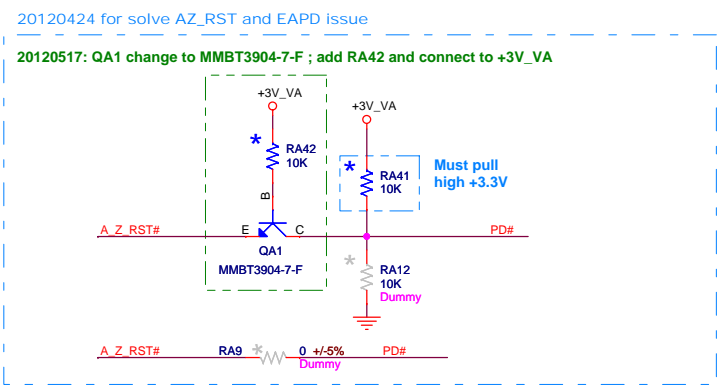 20120424 for solve AZ_RST and EAPD issue
20120517: QA1 change to MMBT3904-7-F ; add RA42 and connect to +3V_VA
+3V_VA
+3V_VA
*
RA42
10K
*
RA41
10K
Must pull
high +3.3V
B
A_Z_RST#
E
C
PD#
QA1
MMBT3904-7-F
*
RA12
10K
Dummy
A_Z_RST#
RA9
*
0 +/-5%
PD#
Dummy